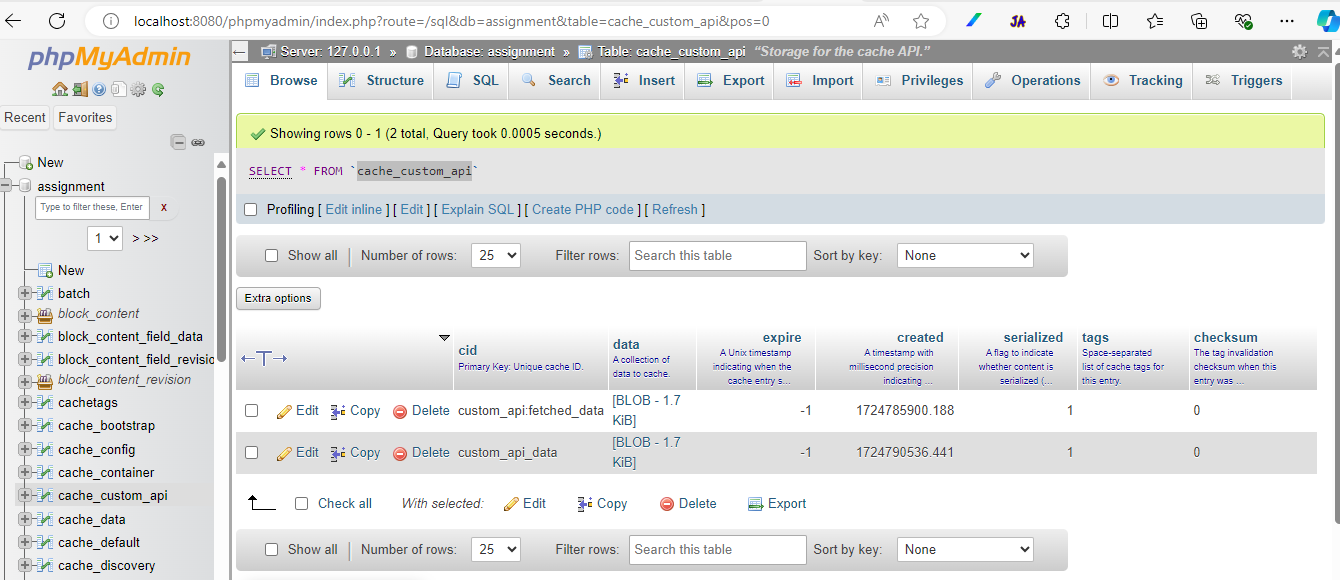 localhost:8080/phpmyadmin/index.php?route=/sql&db=assignment&table=cache_custom_api&pos=0
JA
phpMyAdmin
Recent Favorites
New
assignment
Type to filter these, Enter X
1 > >>
New
batch
block_content
block_content_field_data
block_content_field_revisio
block_content_revision
cachetags
cache_bootstrap
cache_config
cache_container
cache_custom_api
cache_data
cache_default
cache_discovery
Server: 127.0.0.1 » Database: assignment » Table: cache_custom_api “Storage for the cache API.”
Browse Structure SQL Search Insert Export Import Privileges Operations Tracking Triggers
Showing rows 0 - 1 (2 total, Query took 0.0005 seconds.)
SELECT * FROM `cache_custom_api`
Profiling [ Edit inline ] [ Edit ] [ Explain SQL ] [ Create PHP code ] [ Refresh ]
Show all Number of rows: 25 Filter rows: Search this table Sort by key: None
Extra options
←T→
cid
Primary Key: Unique cache ID.
data
A collection of
data to cache.
expire
A Unix timestamp
indicating when the
cache entry s...
created
A timestamp with
millisecond precision
indicating ...
serialized
A flag to indicate
whether content is
serialized (...
tags
Space-separated
list of cache tags for
this entry.
checksum
The tag invalidation
checksum when this
entry was ...
Edit Copy Delete custom_api:fetched_data [BLOB - 1.7 KiB] -1 1724785900.188 1 0
Edit Copy Delete custom_api_data [BLOB - 1.7 KiB] -1 1724790536.441 1 0
Check all With selected: Edit Copy Delete Export
Show all Number of rows: 25 Filter rows: Search this table Sort by key: None